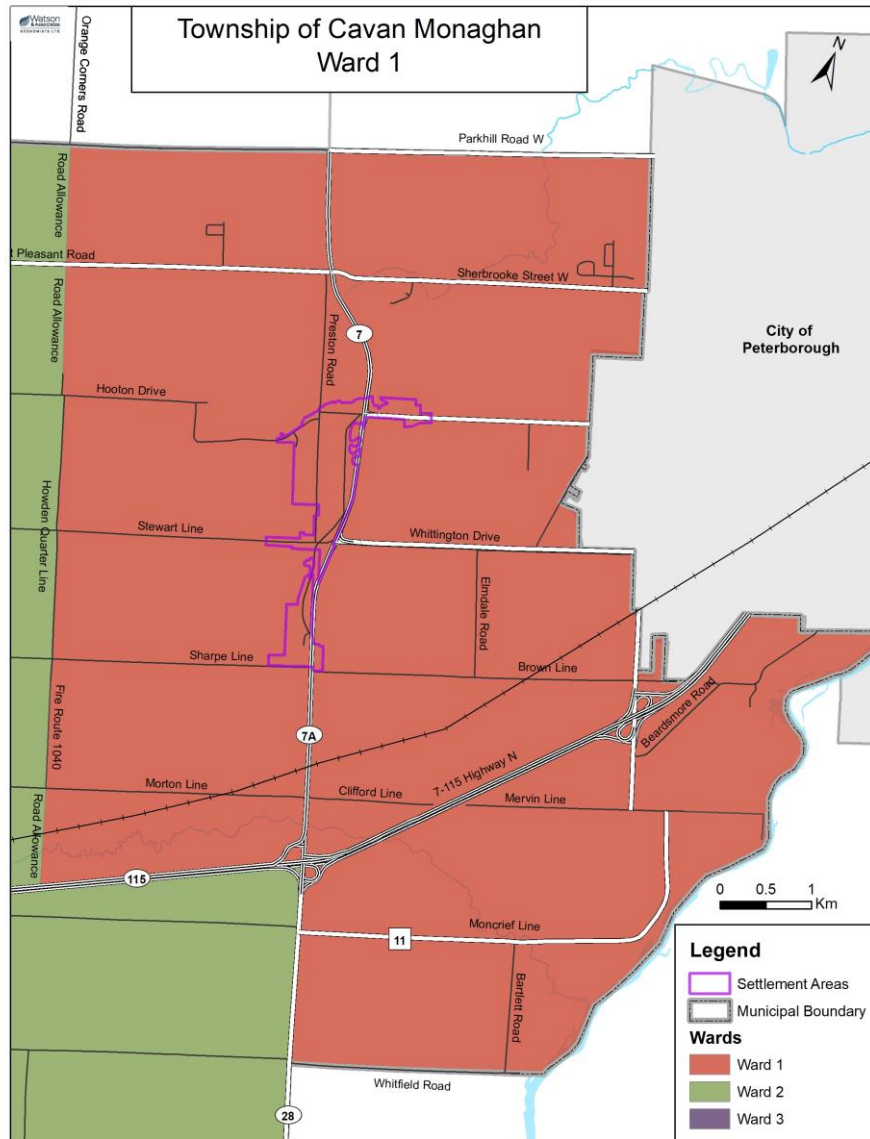 Watson
& Associates
ECONOMISTS LTD
Township of Cavan Monaghan
Ward 1
Orange Corners Road
N
Parkhill Road W
Road Allowance
t Pleasant Road
Sherbrooke Street W
Road Allowance
Preston Road
7
City of
Peterborough
Hooton Drive
Howden Quarter Line
Stewart Line
Whittington Drive
Elmdale Road
Sharpe Line
Brown Line
Fire Route 1040
7A
Beardsmore Road
7-115 Highway N
Morton Line
Clifford Line
Mervin Line
Road Allowance
115
0 0.5 1
Km
Moncrief Line
11
Bartlett Road
Whitfield Road
28
Legend
Settlement Areas
Municipal Boundary
Wards
Ward 1
Ward 2
Ward 3